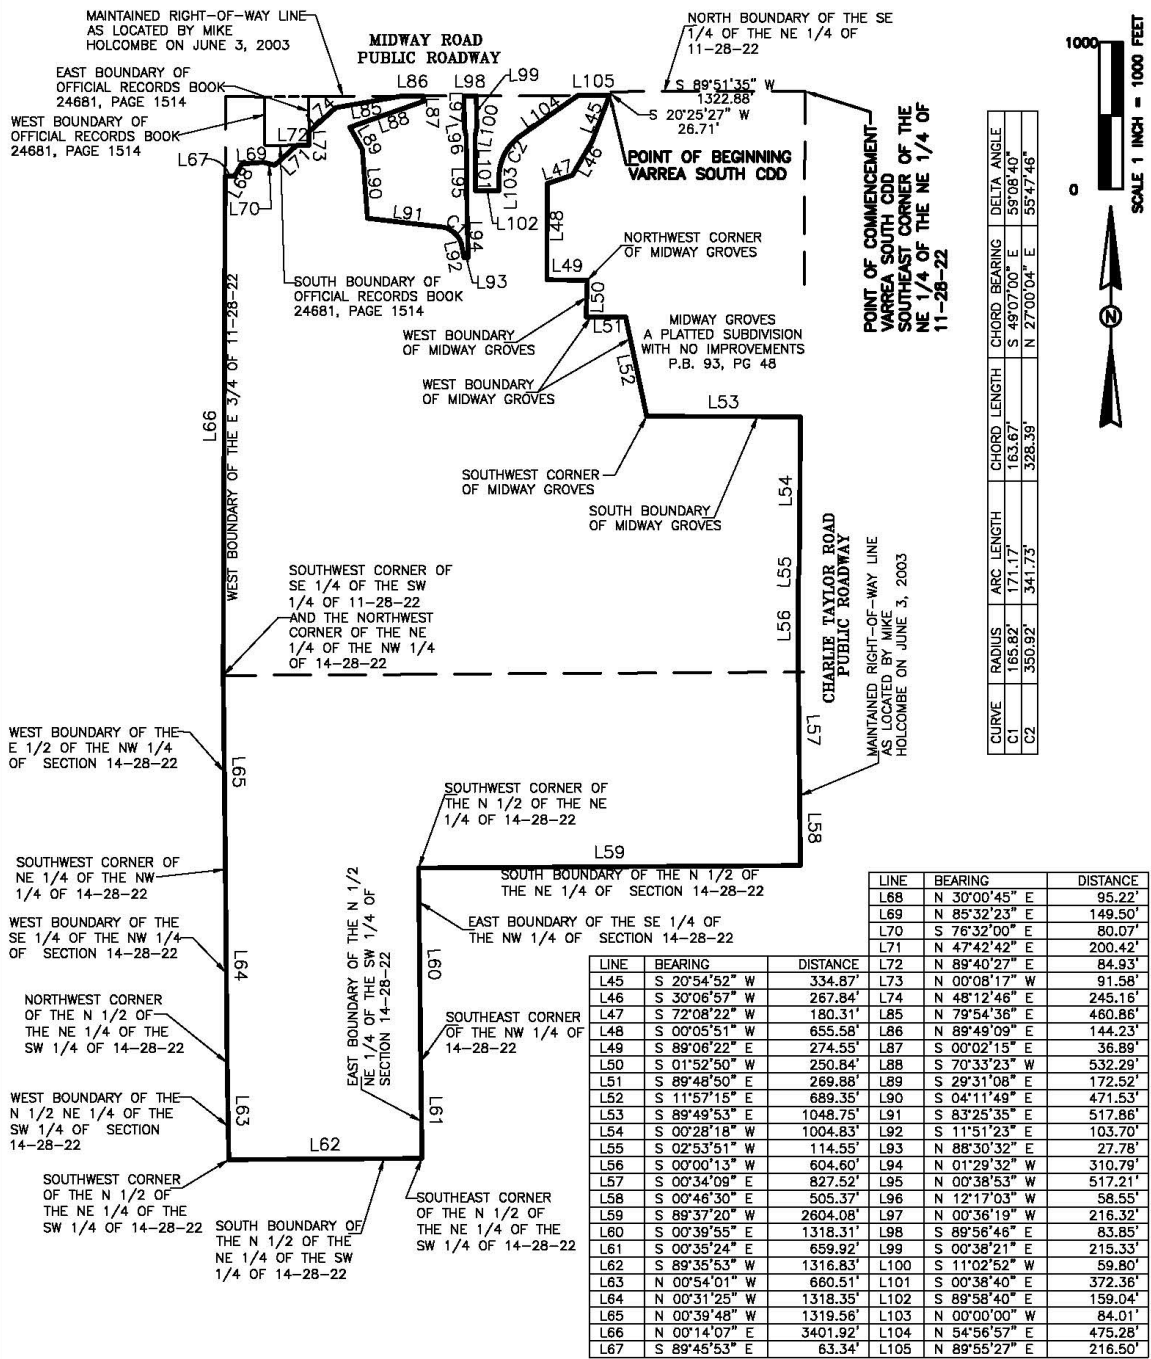 MAINTAINED RIGHT-OF-WAY LINE
AS LOCATED BY MIKE
HOLCOMBE ON JUNE 3, 2003
MIDWAY ROAD
PUBLIC ROADWAY
NORTH BOUNDARY OF THE SE
1/4 OF THE NE 1/4 OF
11-28-22
EAST BOUNDARY OF
OFFICIAL RECORDS BOOK
24681, PAGE 1514
WEST BOUNDARY OF
OFFICIAL RECORDS BOOK
24681, PAGE 1514
S 89°51'35" W
1322.88'
S 20°25'27" W
26.71'
POINT OF BEGINNING
VARREA SOUTH CDD
POINT OF COMMENCEMENT
VARREA SOUTH CDD
SOUTHEAST CORNER OF THE
NE 1/4 OF THE NE 1/4 OF
11-28-22
1000
0
SCALE 1 INCH = 1000 FEET
N
L67
L68
L69
L70
L71
L72
L73
L74
L85
L86
L87
L88
L89
L90
L91
C1
L92
L93
L94
L95
L96
L97
L98
L99
L100
L101
L102
L103
C2
L104
L105
L45
L46
L47
L48
L49
L50
L51
L52
L53
L54
L55
L56
L57
L58
L59
L60
L61
L62
L63
L64
L65
L66
SOUTH BOUNDARY OF
OFFICIAL RECORDS BOOK
24681, PAGE 1514
NORTHWEST CORNER
OF MIDWAY GROVES
WEST BOUNDARY
OF MIDWAY GROVES
MIDWAY GROVES
A PLATTED SUBDIVISION
WITH NO IMPROVEMENTS
P.B. 93, PG 48
WEST BOUNDARY
OF MIDWAY GROVES
SOUTHWEST CORNER
OF MIDWAY GROVES
SOUTH BOUNDARY
OF MIDWAY GROVES
WEST BOUNDARY OF THE E 3/4 OF 11-28-22
SOUTHWEST CORNER OF
SE 1/4 OF THE SW
1/4 OF 11-28-22
AND THE NORTHWEST
CORNER OF THE NE
1/4 OF THE NW 1/4
OF 14-28-22
CHARLIE TAYLOR ROAD
PUBLIC ROADWAY
MAINTAINED RIGHT-OF-WAY LINE
AS LOCATED BY MIKE
HOLCOMBE ON JUNE 3, 2003
CURVE RADIUS ARC LENGTH CHORD LENGTH CHORD BEARING DELTA ANGLE
C1 165.82' 171.17' 163.67' S 49°07'00" E 59°08'40"
C2 350.92' 341.73' 328.39' N 27°00'04" E 55°47'46"
WEST BOUNDARY OF THE
E 1/2 OF THE NW 1/4
OF SECTION 14-28-22
SOUTHWEST CORNER OF
THE N 1/2 OF THE NE
1/4 OF 14-28-22
SOUTHWEST CORNER OF
NE 1/4 OF THE NW
1/4 OF 14-28-22
SOUTH BOUNDARY OF THE N 1/2 OF
THE NE 1/4 OF SECTION 14-28-22
WEST BOUNDARY OF THE
SE 1/4 OF THE NW 1/4
OF SECTION 14-28-22
EAST BOUNDARY OF THE SE 1/4 OF
THE NW 1/4 OF SECTION 14-28-22
EAST BOUNDARY OF THE N 1/2
NE 1/4 OF THE SW 1/4 OF
SECTION 14-28-22
NORTHWEST CORNER
OF THE N 1/2 OF
THE NE 1/4 OF THE
SW 1/4 OF 14-28-22
SOUTHEAST CORNER
OF THE NW 1/4 OF
14-28-22
WEST BOUNDARY OF THE
N 1/2 NE 1/4 OF THE
SW 1/4 OF SECTION
14-28-22
SOUTHWEST CORNER
OF THE N 1/2 OF
THE NE 1/4 OF THE
SW 1/4 OF 14-28-22
SOUTH BOUNDARY OF
THE N 1/2 OF THE
NE 1/4 OF THE SW
1/4 OF 14-28-22
SOUTHEAST CORNER
OF THE N 1/2 OF
THE NE 1/4 OF THE
SW 1/4 OF 14-28-22
LINE BEARING DISTANCE
L45 S 20°54'52" W 334.87'
L46 S 30°06'57" W 267.84'
L47 S 72°08'22" W 180.31'
L48 S 00°05'51" W 655.58'
L49 S 89°06'22" E 274.55'
L50 S 01°52'50" W 250.84'
L51 S 89°48'50" E 269.88'
L52 S 11°57'15" E 689.35'
L53 S 89°49'53" E 1048.75'
L54 S 00°28'18" W 1004.83'
L55 S 02°53'51" W 114.55'
L56 S 00°00'13" W 604.60'
L57 S 00°34'09" E 827.52'
L58 S 00°46'30" E 505.37'
L59 S 89°37'20" W 2604.08'
L60 S 00°39'55" E 1318.31'
L61 S 00°35'24" E 659.92'
L62 S 89°35'53" W 1316.83'
L63 N 00°54'01" W 660.51'
L64 N 00°31'25" W 1318.35'
L65 N 00°39'48" W 1319.56'
L66 N 00°14'07" E 3401.92'
L67 S 89°45'53" E 63.34'
LINE BEARING DISTANCE
L68 N 30°00'45" E 95.22'
L69 N 85°32'23" E 149.50'
L70 S 76°32'00" E 80.07'
L71 N 47°42'42" E 200.42'
L72 N 89°40'27" E 84.93'
L73 N 00°08'17" W 91.58'
L74 N 48°12'46" E 245.16'
L85 N 79°54'36" E 460.86'
L86 N 89°49'09" E 144.23'
L87 S 00°02'15" E 36.89'
L88 S 70°33'23" W 532.29'
L89 S 29°31'08" E 172.52'
L90 S 04°11'49" E 471.53'
L91 S 83°25'35" E 517.86'
L92 S 11°51'23" E 103.70'
L93 N 88°30'32" E 27.78'
L94 N 01°29'32" W 310.79'
L95 N 00°38'53" W 517.21'
L96 N 12°17'03" W 58.55'
L97 N 00°36'19" W 216.32'
L98 S 89°56'46" E 83.85'
L99 S 00°38'21" E 215.33'
L100 S 11°02'52" W 59.80'
L101 S 00°38'40" E 372.36'
L102 S 89°58'40" E 159.04'
L103 N 00°00'00" W 84.01'
L104 N 54°56'57" E 475.28'
L105 N 89°55'27" E 216.50'